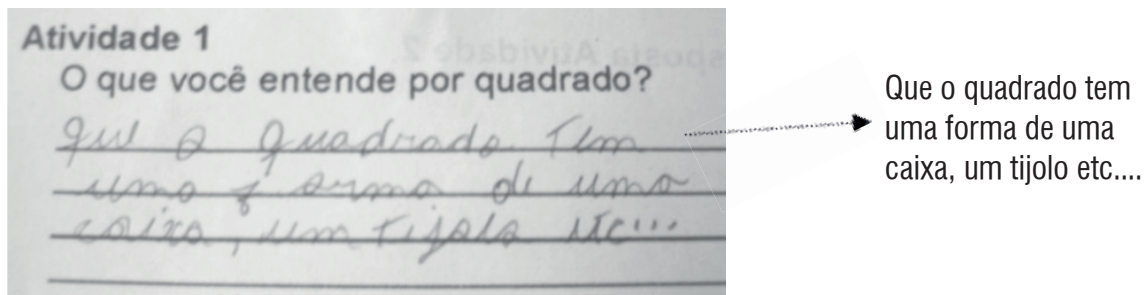 Atividade 1
O que você entende por quadrado?
que o quadrado tem
uma forma de uma
caixa, um tijolo etc...
Que o quadrado tem
uma forma de uma
caixa, um tijolo etc....